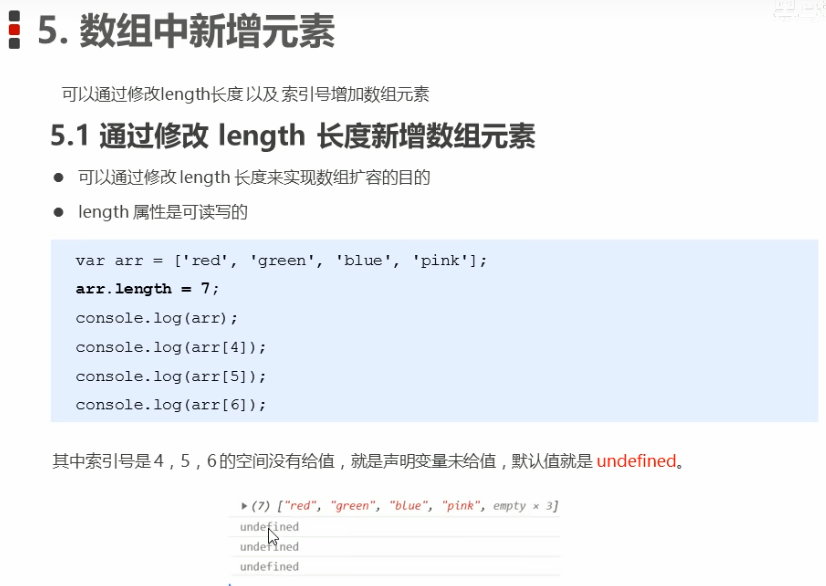 5. 数组中新增元素
可以通过修改length长度以及索引号增加数组元素
5.1 通过修改 length 长度新增数组元素
● 可以通过修改 length 长度来实现数组扩容的目的
● length 属性是可读写的
var arr = ['red', 'green', 'blue', 'pink'];
arr.length = 7;
console.log(arr);
console.log(arr[4]);
console.log(arr[5]);
console.log(arr[6]);
其中索引号是 4，5，6 的空间没有给值，就是声明变量未给值，默认值就是 undefined。
▶ (7) ["red", "green", "blue", "pink", empty × 3]
undefined
undefined
undefined